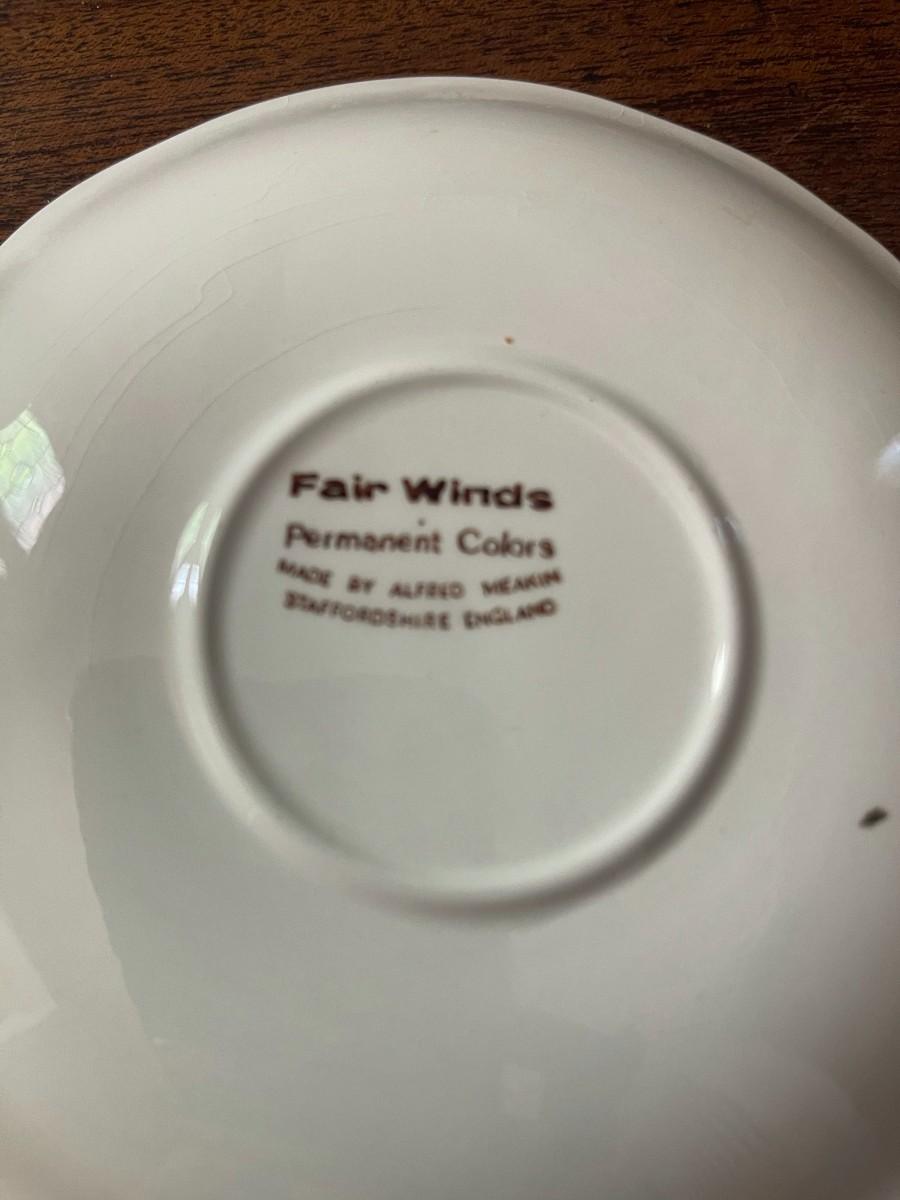 Fair Winds
Permanent Colors
MADE BY ALFRED MEAKIN
STAFFORDSHIRE ENGLAND